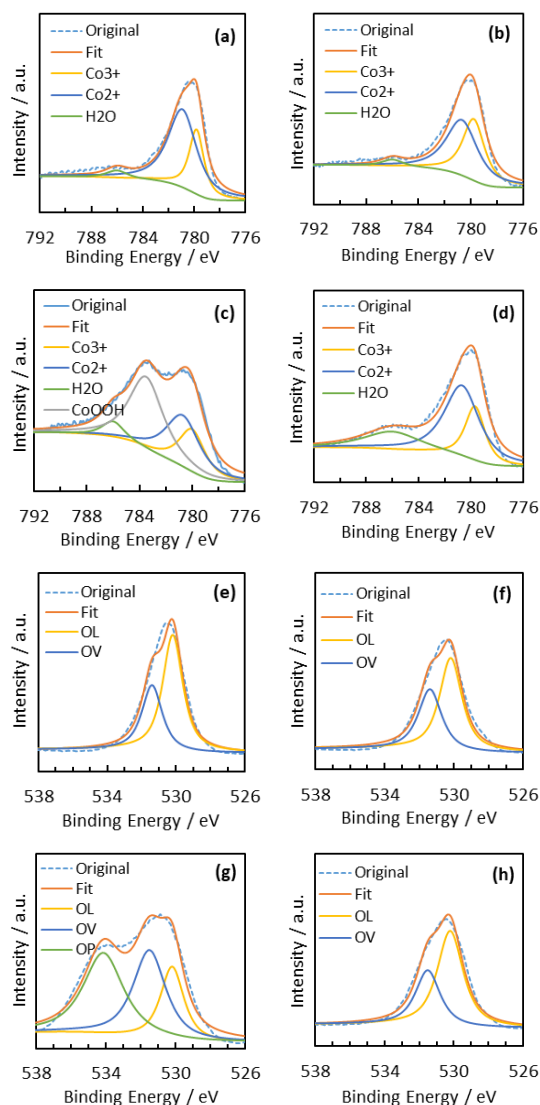 Original
Fit
Co3+
Co2+
H2O
(a)
Intensity / a.u.
792 788 784 780 776
Binding Energy / eV
Original
Fit
Co3+
Co2+
H2O
(b)
Intensity / a.u.
792 788 784 780 776
Binding Energy / eV
Original
Fit
Co3+
Co2+
H2O
CoOOH
(c)
Intensity / a.u.
792 788 784 780 776
Binding Energy / eV
Original
Fit
Co3+
Co2+
H2O
(d)
Intensity / a.u.
792 788 784 780 776
Binding Energy / eV
Original
Fit
OL
OV
(e)
Intensity / a.u.
538 534 530 526
Binding Energy / eV
Original
Fit
OL
OV
(f)
Intensity / a.u.
538 534 530 526
Binding Energy / eV
Original
Fit
OL
OV
OP
(g)
Intensity / a.u.
538 534 530 526
Binding Energy / eV
Original
Fit
OL
OV
(h)
Intensity / a.u.
538 534 530 526
Binding Energy / eV